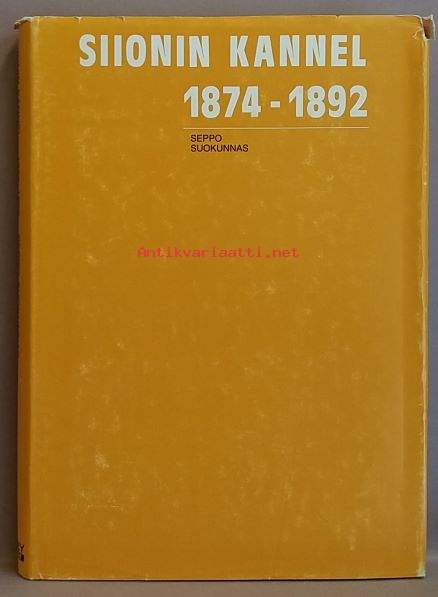 SIIONIN KANNEL
1874-1892
SEPPO
SUOKUNNAS
Antikvariaatti.net